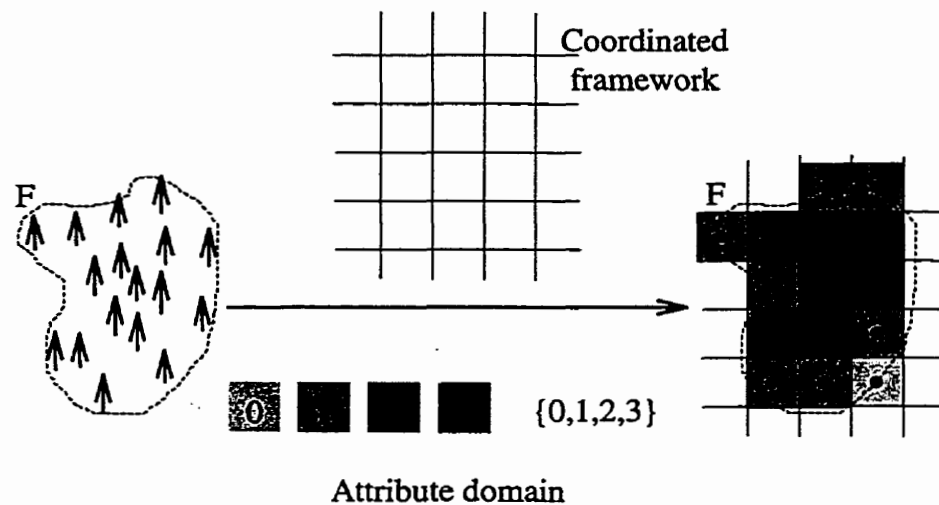 Coordinated
framework
F
F
0
{0,1,2,3}
Attribute domain